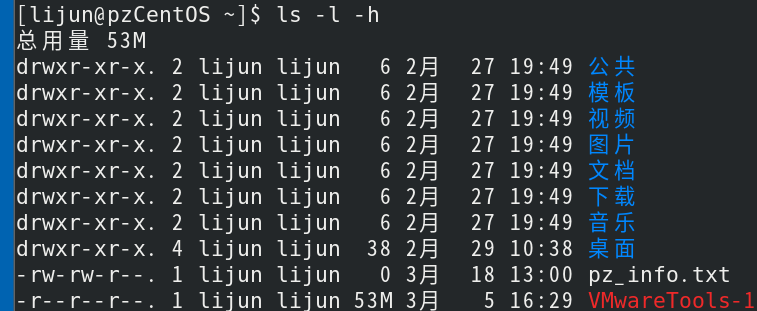 [lijun@pzCentOS ~]$ ls -l -h
总用量 53M
drwxr-xr-x. 2 lijun lijun   6 2月   27 19:49 公共
drwxr-xr-x. 2 lijun lijun   6 2月   27 19:49 模板
drwxr-xr-x. 2 lijun lijun   6 2月   27 19:49 视频
drwxr-xr-x. 2 lijun lijun   6 2月   27 19:49 图片
drwxr-xr-x. 2 lijun lijun   6 2月   27 19:49 文档
drwxr-xr-x. 2 lijun lijun   6 2月   27 19:49 下载
drwxr-xr-x. 2 lijun lijun   6 2月   27 19:49 音乐
drwxr-xr-x. 4 lijun lijun  38 2月   29 10:38 桌面
-rw-rw-r--. 1 lijun lijun   0 3月   18 13:00 pz_info.txt
-r--r--r--. 1 lijun lijun 53M 3月    5 16:29 VMwareTools-1